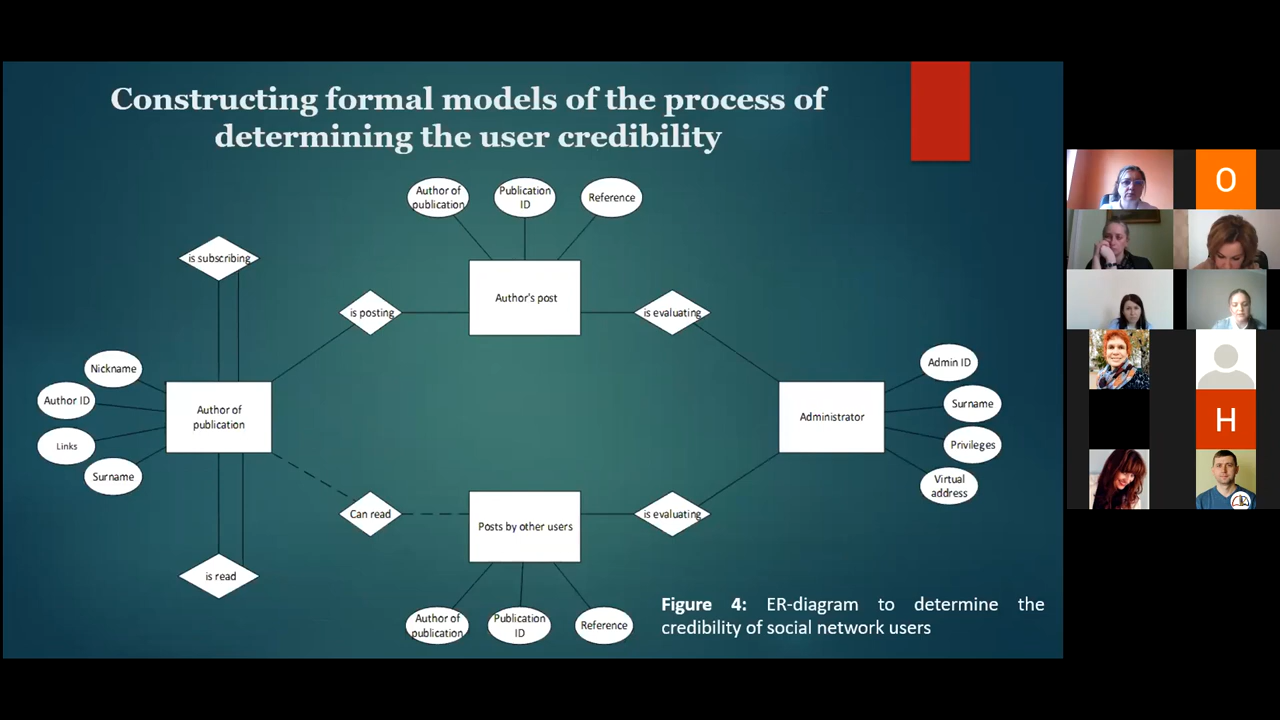 Constructing formal models of the process of
determining the user credibility
Author of
publication
Publication
ID
Reference
is subscribing
is posting
Author's post
is evaluating
Nickname
Author ID
Links
Surname
Author of
publication
Administrator
Admin ID
Surname
Privileges
Virtual
address
Can read
Posts by other users
is evaluating
is read
Author of
publication
Publication
ID
Reference
Figure 4: ER-diagram to determine the
credibility of social network users
O
H